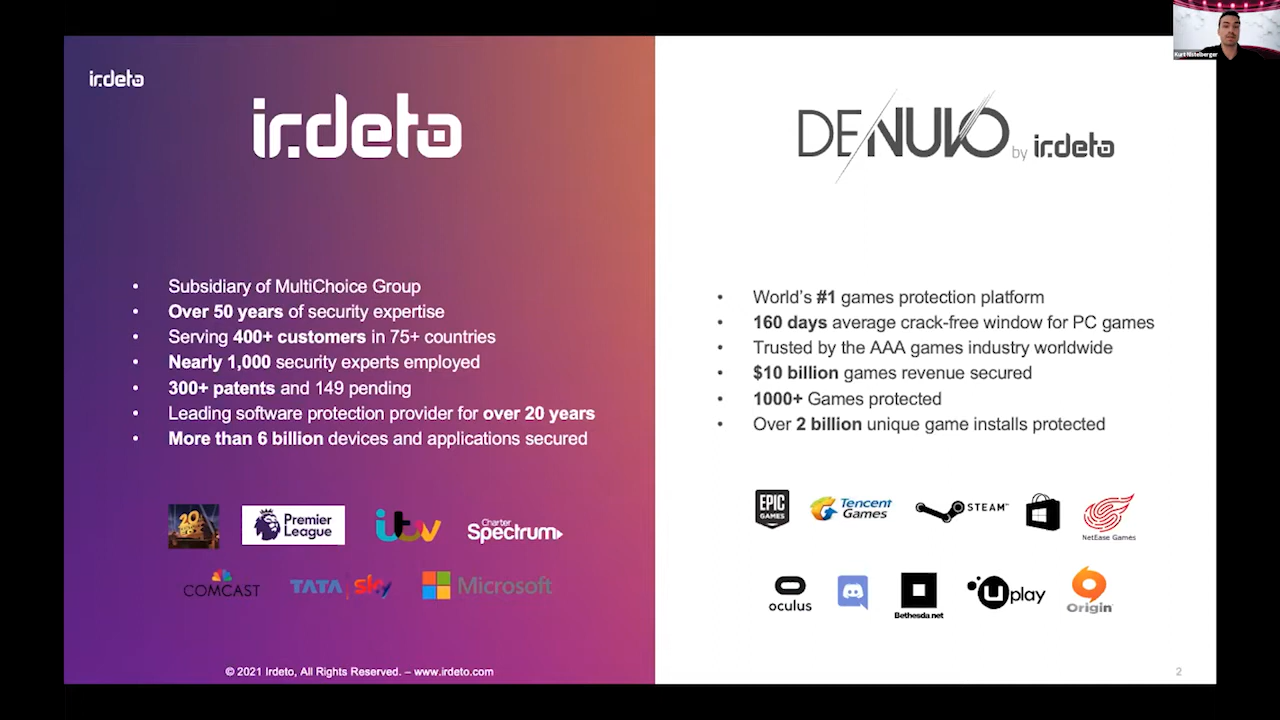 Kurt Nistelberger
irdeto
irdeto
• Subsidiary of MultiChoice Group
• Over 50 years of security expertise
• Serving 400+ customers in 75+ countries
• Nearly 1,000 security experts employed
• 300+ patents and 149 pending
• Leading software protection provider for over 20 years
• More than 6 billion devices and applications secured
20
Premier
League
itv
Charter
Spectrum
COMCAST
TATA sky
Microsoft
© 2021 Irdeto, All Rights Reserved. – www.irdeto.com
DENUVO by irdeto
• World's #1 games protection platform
• 160 days average crack-free window for PC games
• Trusted by the AAA games industry worldwide
• $10 billion games revenue secured
• 1000+ Games protected
• Over 2 billion unique game installs protected
EPIC
GAMES
Tencent
Games
STEAM™
NetEase Games
oculus
Bethesda.net
Uplay
Origin
2